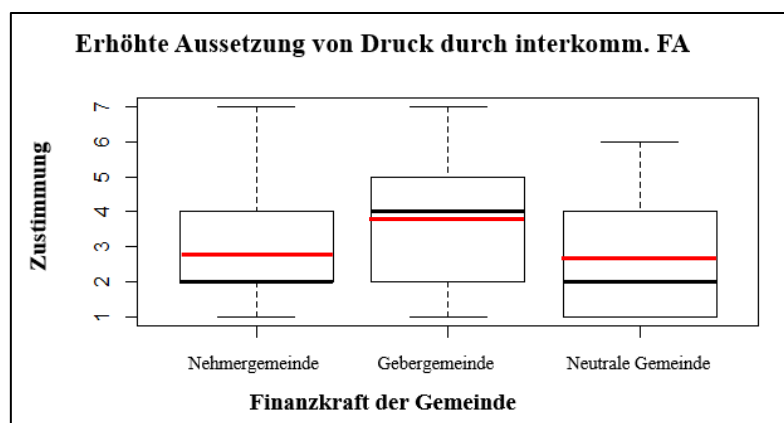 Erhöhte Aussetzung von Druck durch interkomm. FA
Zustimmung
7
6
5
4
3
2
1
Nehmergemeinde Gebergemeinde Neutrale Gemeinde
Finanzkraft der Gemeinde